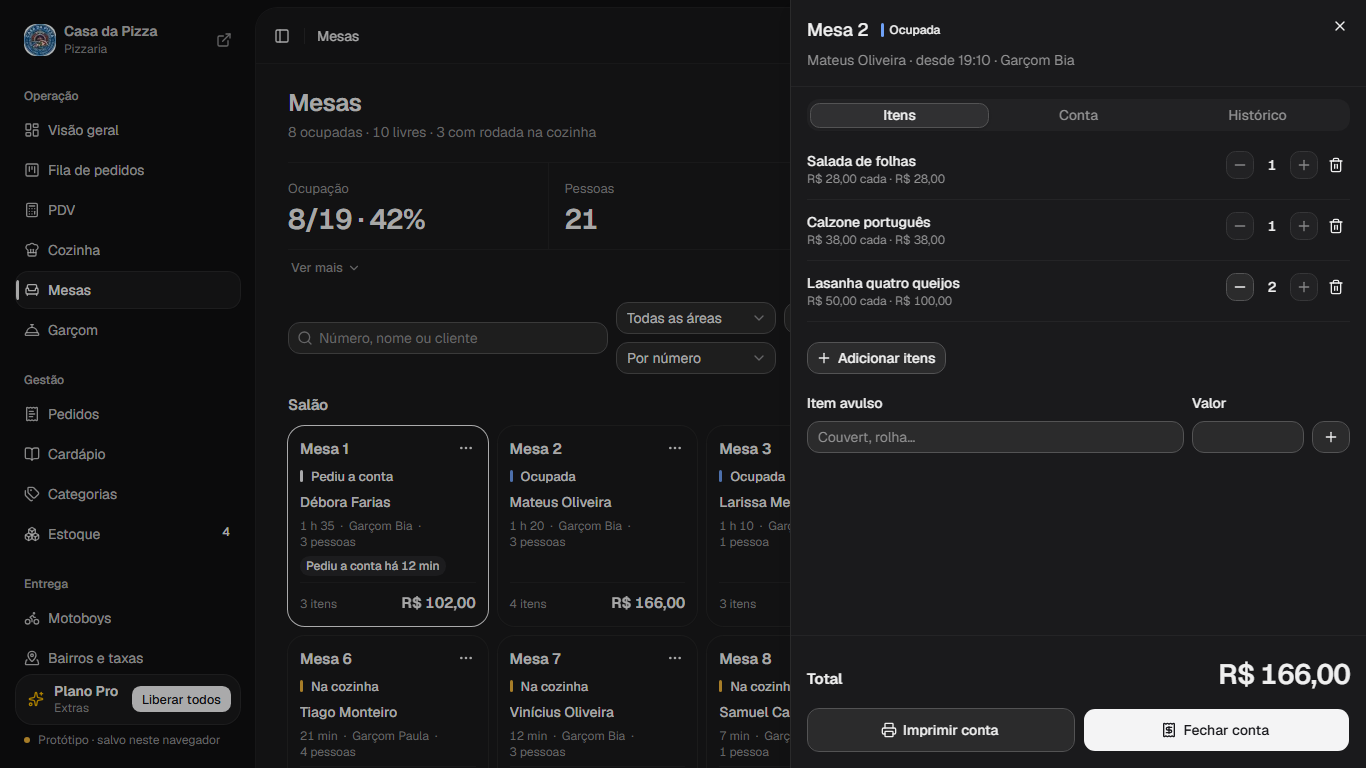 Casa da Pizza
Pizzaria
Operação
Visão geral
Fila de pedidos
PDV
Cozinha
Mesas
Garçom
Gestão
Pedidos
Cardápio
Categorias
Estoque 4
Entrega
Motoboys
Bairros e taxas
Plano Pro
Extras
Liberar todos
Protótipo · salvo neste navegador
Mesas
Mesas
8 ocupadas · 10 livres · 3 com rodada na cozinha
Ocupação
8/19 · 42%
Pessoas
21
Ver mais
Número, nome ou cliente
Todas as áreas
Por número
Salão
Mesa 1 ···
Pediu a conta
Débora Farias
1 h 35 · Garçom Bia ·
3 pessoas
Pediu a conta há 12 min
3 itens R$ 102,00
Mesa 2 ···
Ocupada
Mateus Oliveira
1 h 20 · Garçom Bia ·
3 pessoas
4 itens R$ 166,00
Mesa 3
Ocupada
Larissa Me
1 h 10 · Garç
1 pessoa
3 itens
Mesa 6 ···
Na cozinha
Tiago Monteiro
21 min · Garçom Paula ·
4 pessoas
Mesa 7 ···
Na cozinha
Vinícius Oliveira
12 min · Garçom Bia ·
3 pessoas
Mesa 8
Na cozinh
Samuel Ca
7 min · Garç
1 pessoa
Mesa 2 Ocupada
Mateus Oliveira · desde 19:10 · Garçom Bia
Itens Conta Histórico
Salada de folhas
R$ 28,00 cada · R$ 28,00
1
Calzone português
R$ 38,00 cada · R$ 38,00
1
Lasanha quatro queijos
R$ 50,00 cada · R$ 100,00
2
Adicionar itens
Item avulso Valor
Couvert, rolha…
Total R$ 166,00
Imprimir conta Fechar conta